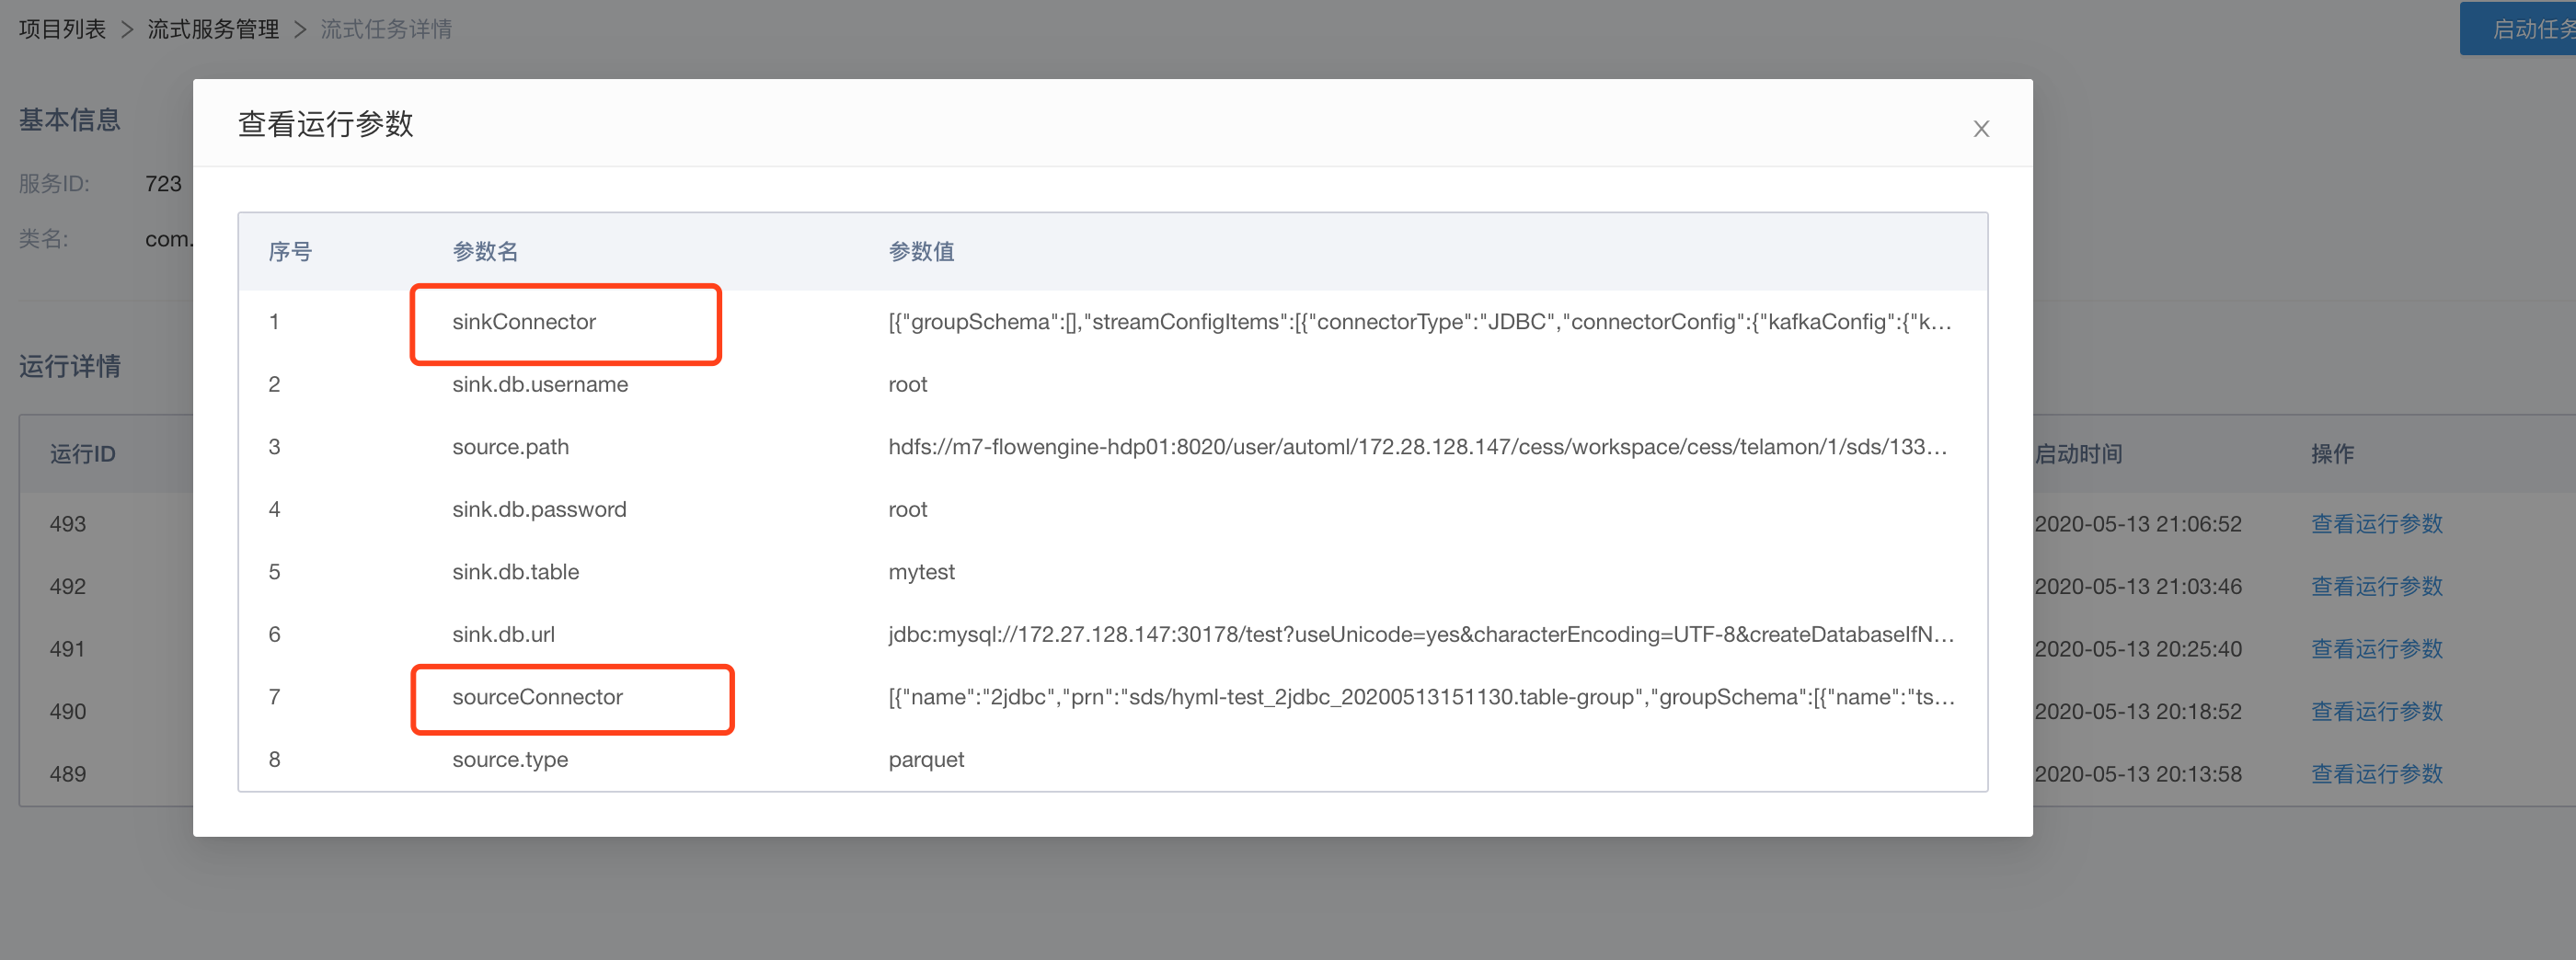 项目列表 > 流式服务管理 > 流式任务详情
启动任务
基本信息
服务ID: 723
类名: com.
运行详情
运行ID 启动时间 操作
493 2020-05-13 21:06:52 查看运行参数
492 2020-05-13 21:03:46 查看运行参数
491 2020-05-13 20:25:40 查看运行参数
490 2020-05-13 20:18:52 查看运行参数
489 2020-05-13 20:13:58 查看运行参数
查看运行参数
序号 参数名 参数值
1 sinkConnector [{"groupSchema":[],"streamConfigItems":[{"connectorType":"JDBC","connectorConfig":{"kafkaConfig":{"k...
2 sink.db.username root
3 source.path hdfs://m7-flowengine-hdp01:8020/user/automl/172.28.128.147/cess/workspace/cess/telamon/1/sds/133...
4 sink.db.password root
5 sink.db.table mytest
6 sink.db.url jdbc:mysql://172.27.128.147:30178/test?useUnicode=yes&characterEncoding=UTF-8&createDatabaseIfN...
7 sourceConnector [{"name":"2jdbc","prn":"sds/hyml-test_2jdbc_20200513151130.table-group","groupSchema":[{"name":"ts...
8 source.type parquet